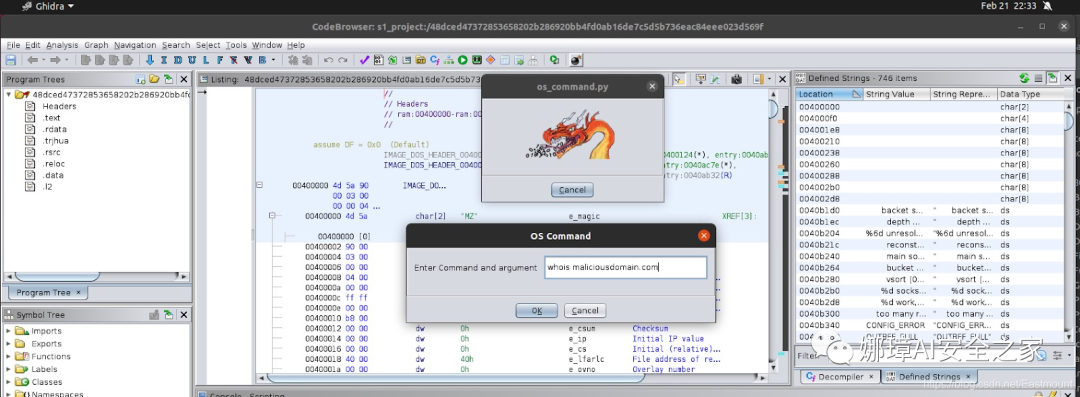 Ghidra
Feb 21 22:33
CodeBrowser: s1_project:/48dced47372853658202b286920bb4fd0ab16de7c5d5b736eac84eee023d569f
File Edit Analysis Graph Navigation Search Select Tools Window Help
I D U L F R V B
Program Trees
48dced47372853658202b286920bb4fd
Headers
.text
.rdata
.trjhua
.rsrc
.reloc
.data
.l2
Program Tree
Symbol Tree
Imports
Exports
Functions
Labels
Classes
Namespaces
Listing: 48dced47372853658202b286920bb4fd0ab16de7c5d5b736eac84eee023d5
//
// Headers
// ram:00400000-ram:00
//
assume DF = 0x0 (Default)
IMAGE_DOS_HEADER_0040
IMAGE_DOS_HEADER_0040
00400124(*), entry:0040ab
entry:0040ac7e(*),
entry:0040ab32(R)
00400000 4d 5a 90 IMAGE_DO...
00 03 00
00 00 04 ...
00400000 4d 5a char[2] "MZ" e_magic XREF[3]:
00400000 [0]
00400002 90 00
00400004 03 00
00400006 00 00
00400008 04 00
0040000a 00 00
0040000c ff ff
0040000e 00 00
00400010 b8 00
00400012 00 00 dw 0h e_csum Checksum
00400014 00 00 dw 0h e_ip Initial IP value
00400016 00 00 dw 0h e_cs Initial (relative)...
00400018 40 00 dw 40h e_lfarlc File address of re...
0040001a 00 00 dw 0h e_ovno Overlay number
Console - Scripting
os_command.py
Cancel
OS Command
Enter Command and argument
whois maliciousdomain.com
OK
Cancel
Defined Strings - 746 items
Location String Value String Repre... Data Type
00400000 char[2]
004000f0 char[4]
004001e8 char[8]
00400210 char[8]
00400238 char[8]
00400260 char[8]
00400288 char[8]
004002b0 char[8]
004002d8 char[8]
0040b1d0 backet s... " backet s... ds
0040b1ec depth ... " depth ... ds
0040b204 %6d unresol... "%6d unresol... ds
0040b21c reconst... " reconst... ds
0040b240 main so... " main so... ds
0040b264 bucket ... " bucket ... ds
0040b280 vsort [0... " vsort [0... ds
0040b2b0 %d socks... " %d socks... ds
0040b2d8 %d work,... " %d work,... ds
0040b300 too many ... " too many ... ds
0040b340 CONFIG_ERROR "CONFIG_ERR... ds
Filter:
Decompiler
Defined Strings
娜璋AI安全之家
https://blog.csdn.net/Eastmount